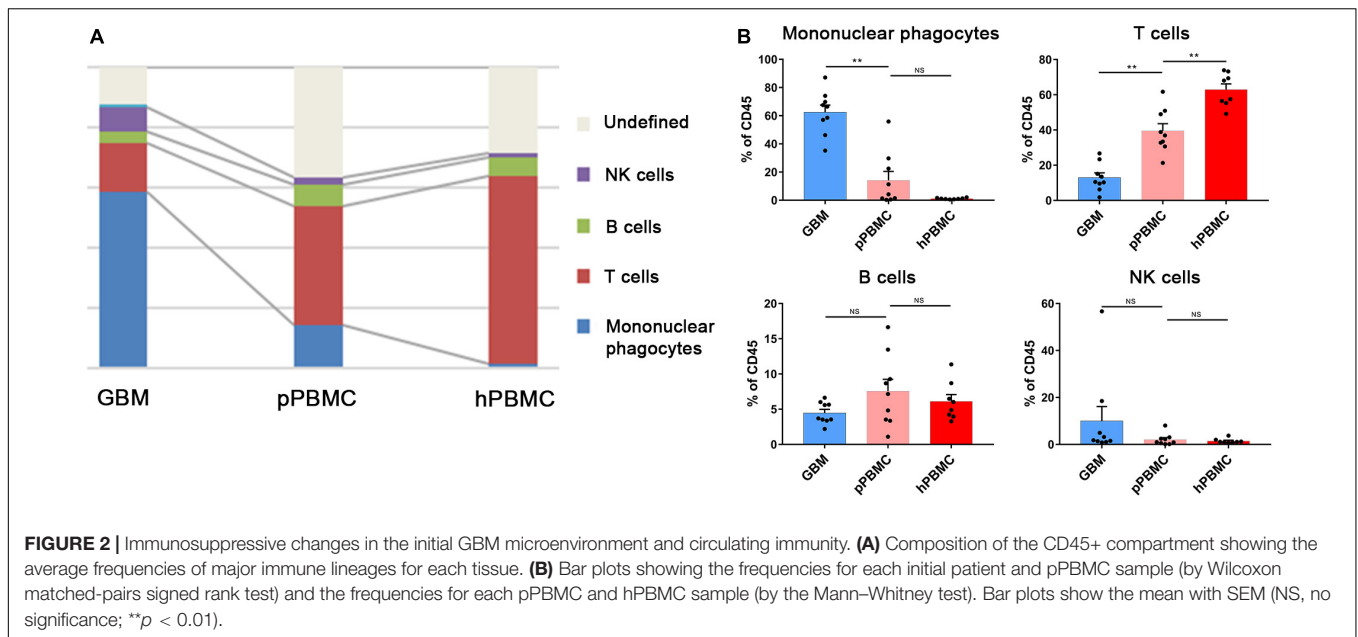 A
Undefined
NK cells
B cells
T cells
Mononuclear
phagocytes
GBM pPBMC hPBMC
B
Mononuclear phagocytes
% of CD45
100
80
60
40
20
0
**
NS
GBM pPBMC hPBMC
T cells
% of CD45
80
60
40
20
0
**
**
GBM pPBMC hPBMC
B cells
% of CD45
20
15
10
5
0
NS
NS
GBM pPBMC hPBMC
NK cells
% of CD45
60
40
20
0
NS
NS
GBM pPBMC hPBMC
FIGURE 2 | Immunosuppressive changes in the initial GBM microenvironment and circulating immunity. (A) Composition of the CD45+ compartment showing the
average frequencies of major immune lineages for each tissue. (B) Bar plots showing the frequencies for each initial patient and pPBMC sample (by Wilcoxon
matched-pairs signed rank test) and the frequencies for each pPBMC and hPBMC sample (by the Mann–Whitney test). Bar plots show the mean with SEM (NS, no
significance; **p < 0.01).